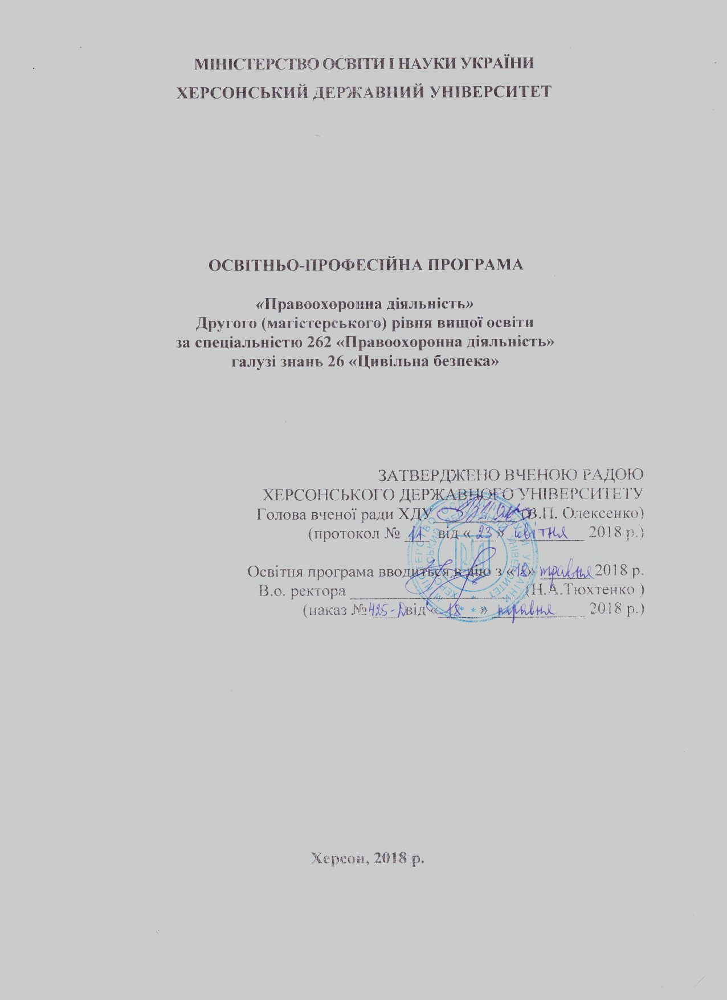 МІНІСТЕРСТВО ОСВІТИ І НАУКИ УКРАЇНИ
ХЕРСОНСЬКИЙ ДЕРЖАВНИЙ УНІВЕРСИТЕТ
ОСВІТНЬО-ПРОФЕСІЙНА ПРОГРАМА
«Правоохоронна діяльність»
Другого (магістерського) рівня вищої освіти
за спеціальністю 262 «Правоохоронна діяльність»
галузі знань 26 «Цивільна безпека»
ЗАТВЕРДЖЕНО ВЧЕНОЮ РАДОЮ
ХЕРСОНСЬКОГО ДЕРЖАВНОГО УНІВЕРСИТЕТУ
Голова вченої ради ХДУ (В.П. Олексенко)
(протокол № 11 від «23» квітня 2018 р.)
Освітня програма вводиться в дію з «18» травня 2018 р.
В.о. ректора (Н.А.Тюхтенко )
(наказ № 425-Д від «18» травня 2018 р.)
Херсон, 2018 р.